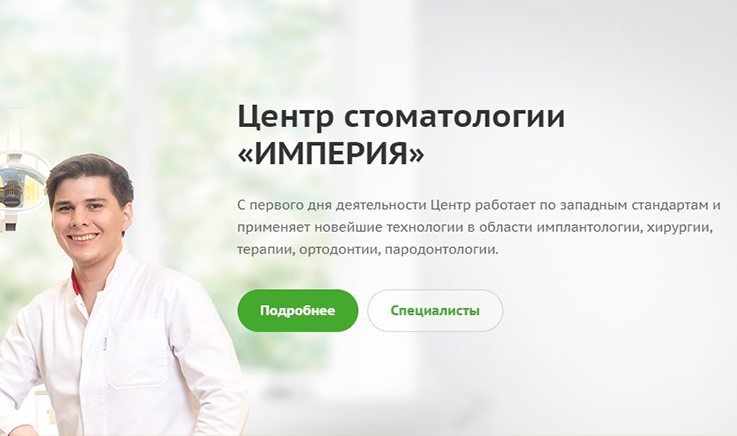 Центр стоматологии
«ИМПЕРИЯ»
С первого дня деятельности Центр работает по западным стандартам и
применяет новейшие технологии в области имплантологии, хирургии,
терапии, ортодонтии, пародонтологии.
Подробнее
Специалисты